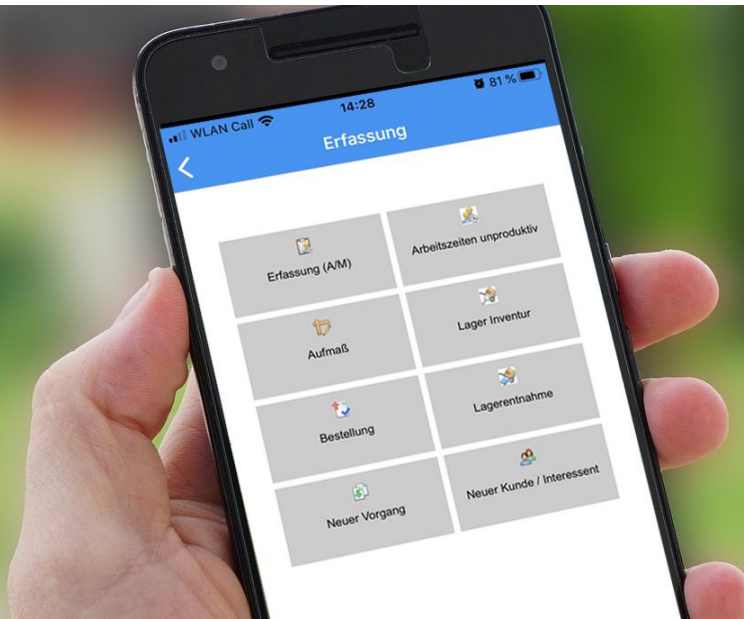 WLAN Call 14:28 81 %
Erfassung
Erfassung (A/M) Arbeitszeiten unproduktiv
Aufmaß Lager Inventur
Bestellung Lagerentnahme
Neuer Vorgang Neuer Kunde / Interessent